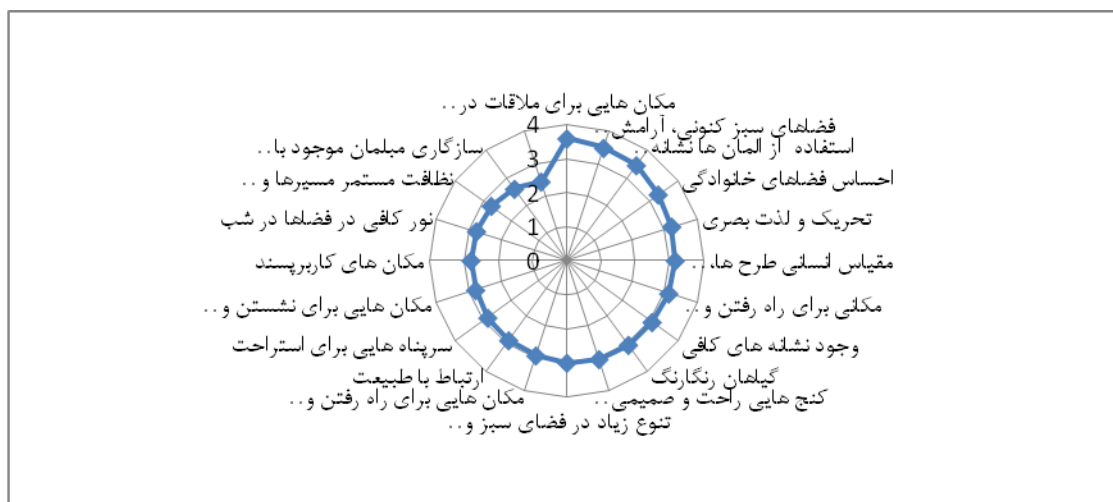 مکان هایی برای ملاقات در..
فضاهای سبز کنونی، آرامش..
استفاده از المان ها نشانه..
احساس فضاهای خانوادگی
تحریک و لذت بصری
مقیاس انسانی طرح ها،..
مکانی برای راه رفتن و..
وجود نشانه های کافی
گیاهان رنگارنگ
کنج هایی راحت و صمیمی..
تنوع زیاد در فضای سبز و..
مکان هایی برای راه رفتن و..
ارتباط با طبیعت
سرپناه هایی برای استراحت
مکان هایی برای نشستن و..
مکان های کاربرپسند
نور کافی در فضاها در شب
نظافت مستمر مسیرها و..
سازگاری مبلمان موجود با..
4
3
2
1
0